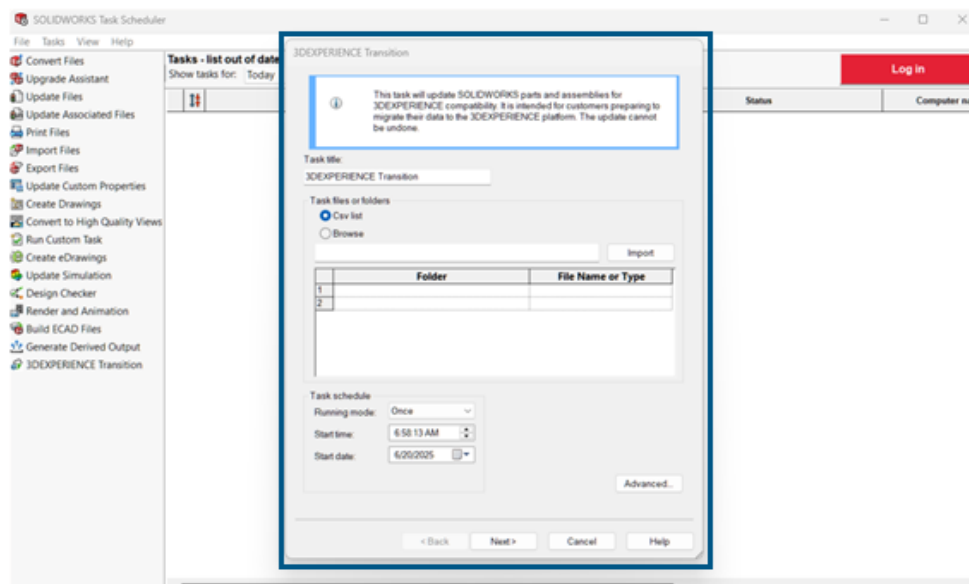 SOLIDWORKS Task Scheduler
File Tasks View Help
Convert Files
Upgrade Assistant
Update Files
Update Associated Files
Print Files
Import Files
Export Files
Update Custom Properties
Create Drawings
Convert to High Quality Views
Run Custom Task
Create eDrawings
Update Simulation
Design Checker
Render and Animation
Build ECAD Files
Generate Derived Output
3DEXPERIENCE Transition
Tasks - list out of date
Show tasks for: Today
Log in
Status
Computer
3DEXPERIENCE Transition
This task will update SOLIDWORKS parts and assemblies for
3DEXPERIENCE compatibility. It is intended for customers preparing to
migrate their data to the 3DEXPERIENCE platform. The update cannot
be undone.
Task title:
3DEXPERIENCE Transition
Task files or folders
Csv list
Browse
Import
Folder File Name or Type
1
2
Task schedule
Running mode: Once
Start time: 6:58:13 AM
Start date: 6/20/2025
Advanced..
< Back Next > Cancel Help